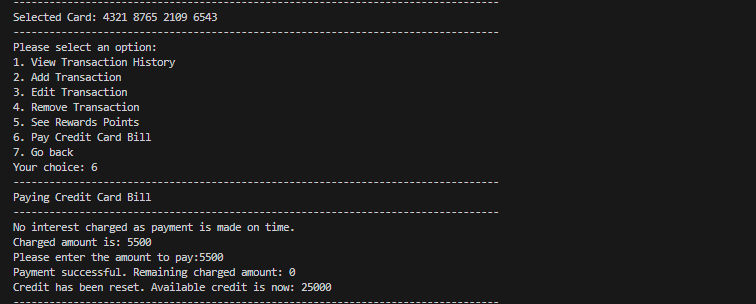 ----------------------------------------------------------------------------------
Selected Card: 4321 8765 2109 6543
----------------------------------------------------------------------------------
Please select an option:
1. View Transaction History
2. Add Transaction
3. Edit Transaction
4. Remove Transaction
5. See Rewards Points
6. Pay Credit Card Bill
7. Go back
Your choice: 6
----------------------------------------------------------------------------------
Paying Credit Card Bill
----------------------------------------------------------------------------------
No interest charged as payment is made on time.
Charged amount is: 5500
Please enter the amount to pay:5500
Payment successful. Remaining charged amount: 0
Credit has been reset. Available credit is now: 25000
----------------------------------------------------------------------------------